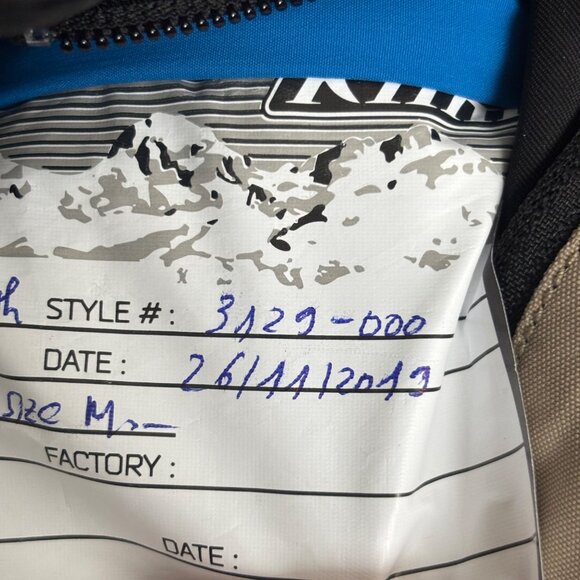 STYLE # : 3129-000
DATE : 26/11/2019
size M
FACTORY :
DATE :